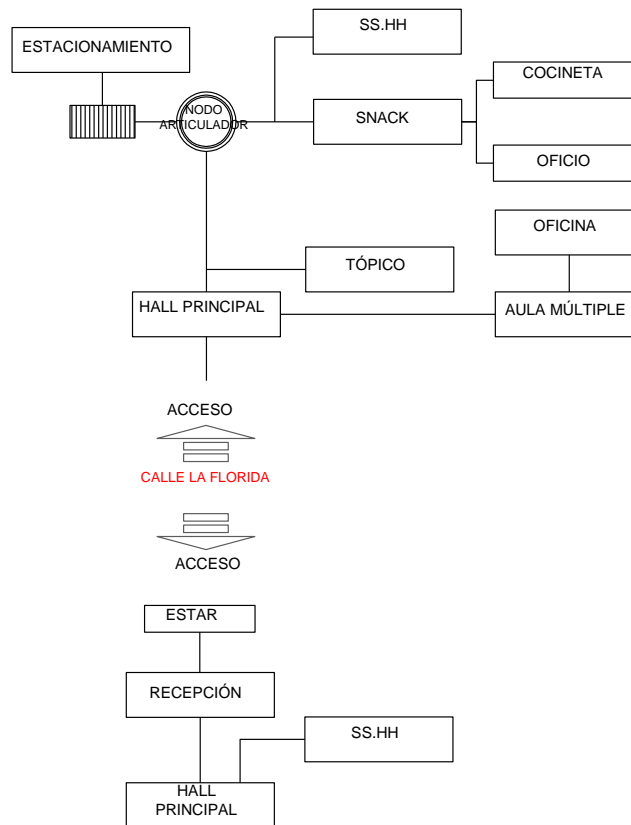 SS.HH
ESTACIONAMIENTO
COCINETA
NODO
ARTICULADOR
SNACK
OFICIO
OFICINA
TÓPICO
HALL PRINCIPAL
AULA MÚLTIPLE
ACCESO
CALLE LA FLORIDA
ACCESO
ESTAR
RECEPCIÓN
SS.HH
HALL
PRINCIPAL